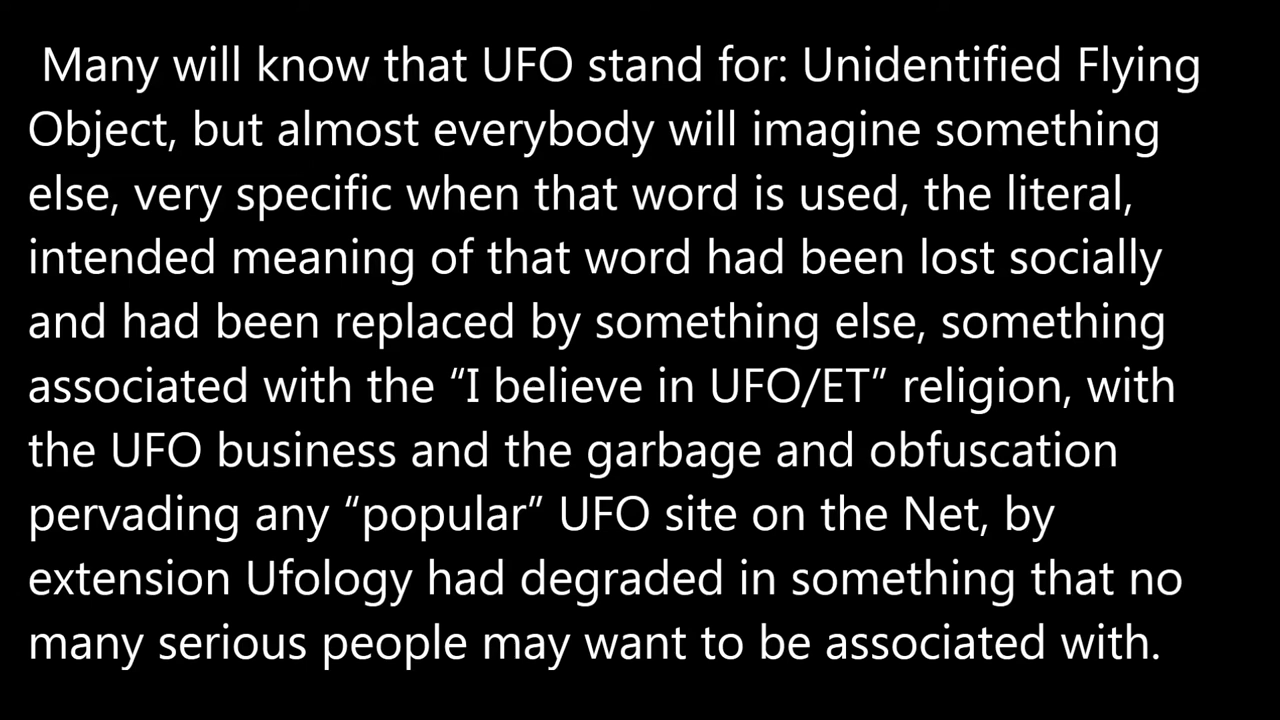 Many will know that UFO stand for: Unidentified Flying
Object, but almost everybody will imagine something
else, very specific when that word is used, the literal,
intended meaning of that word had been lost socially
and had been replaced by something else, something
associated with the “I believe in UFO/ET” religion, with
the UFO business and the garbage and obfuscation
pervading any “popular” UFO site on the Net, by
extension Ufology had degraded in something that no
many serious people may want to be associated with.